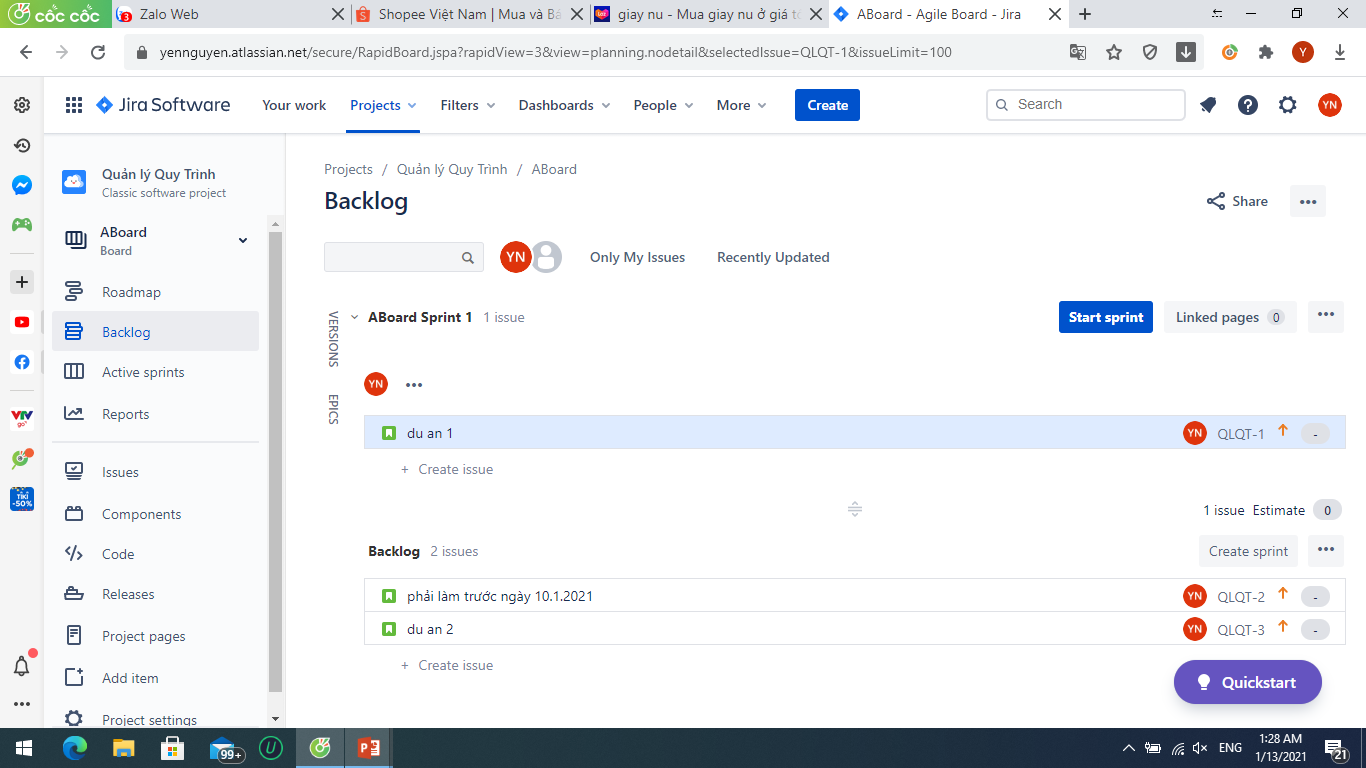 cốc cốc
3
Zalo Web
Shopee Việt Nam | Mua và Bá
giay nu - Mua giay nu ở giá tố
ABoard - Agile Board - Jira
yennguyen.atlassian.net/secure/RapidBoard.jspa?rapidView=3&view=planning.nodetail&selectedIssue=QLQT-1&issueLimit=100
Y
Jira Software
Your work
Projects
Filters
Dashboards
People
More
Create
Search
YN
Quản lý Quy Trình
Classic software project
ABoard
Board
Roadmap
Backlog
Active sprints
Reports
Issues
Components
Code
Releases
Project pages
Add item
Project settings
VTV
go
TIKI
-50%
Projects / Quản lý Quy Trình / ABoard
Backlog
Share
YN
Only My Issues
Recently Updated
VERSIONS
EPICS
ABoard Sprint 1 1 issue
Start sprint
Linked pages 0
YN
du an 1
YN QLQT-1 -
+ Create issue
1 issue Estimate 0
Backlog 2 issues
Create sprint
phải làm trước ngày 10.1.2021
YN QLQT-2 -
du an 2
YN QLQT-3 -
+ Create issue
Quickstart
99+
U
ENG
1:28 AM
1/13/2021
21